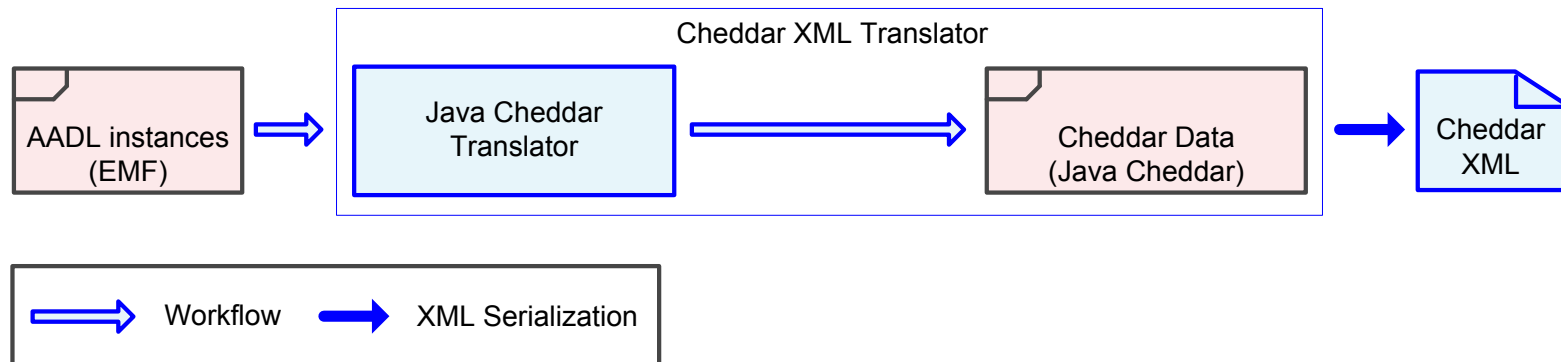 Cheddar XML Translator
AADL instances
(EMF)
Java Cheddar
Translator
Cheddar Data
(Java Cheddar)
Cheddar
XML
Workflow
XML Serialization